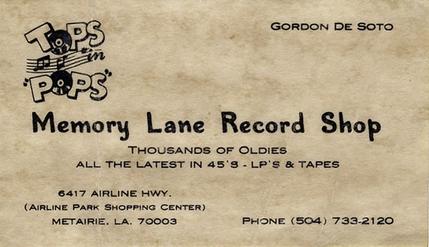 TOPS
"in
"POPS"
GORDON DE SOTO
Memory Lane Record Shop
THOUSANDS OF OLDIES
ALL THE LATEST IN 45'S - LP'S & TAPES
6417 AIRLINE HWY.
(AIRLINE PARK SHOPPING CENTER)
METAIRIE, LA. 70003
PHONE (504) 733-2120